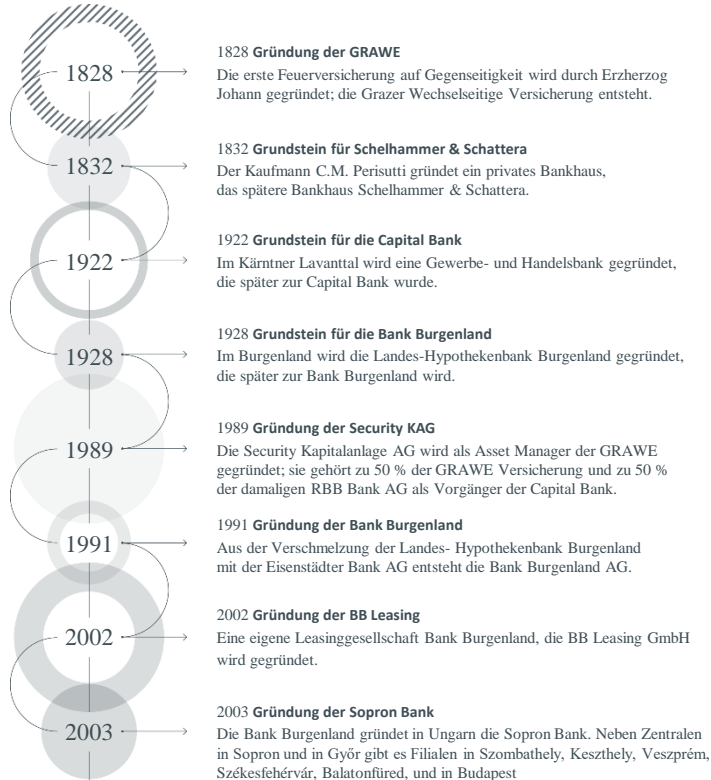 1828
1828 Gründung der GRAWE
Die erste Feuerversicherung auf Gegenseitigkeit wird durch Erzherzog
Johann gegründet; die Grazer Wechselseitige Versicherung entsteht.
1832
1832 Grundstein für Schelhammer & Schattera
Der Kaufmann C.M. Perisutti gründet ein privates Bankhaus,
das spätere Bankhaus Schelhammer & Schattera.
1922
1922 Grundstein für die Capital Bank
Im Kärntner Lavanttal wird eine Gewerbe- und Handelsbank gegründet,
die später zur Capital Bank wurde.
1928
1928 Grundstein für die Bank Burgenland
Im Burgenland wird die Landes-Hypothekenbank Burgenland gegründet,
die später zur Bank Burgenland wird.
1989
1989 Gründung der Security KAG
Die Security Kapitalanlage AG wird als Asset Manager der GRAWE
gegründet; sie gehört zu 50 % der GRAWE Versicherung und zu 50 %
der damaligen RBB Bank AG als Vorgänger der Capital Bank.
1991
1991 Gründung der Bank Burgenland
Aus der Verschmelzung der Landes- Hypothekenbank Burgenland
mit der Eisenstädter Bank AG entsteht die Bank Burgenland AG.
2002
2002 Gründung der BB Leasing
Eine eigene Leasinggesellschaft Bank Burgenland, die BB Leasing GmbH
wird gegründet.
2003
2003 Gründung der Sopron Bank
Die Bank Burgenland gründet in Ungarn die Sopron Bank. Neben Zentralen
in Sopron und in Győr gibt es Filialen in Szombathely, Keszthely, Veszprém,
Székesfehérvár, Balatonfüred, und in Budapest